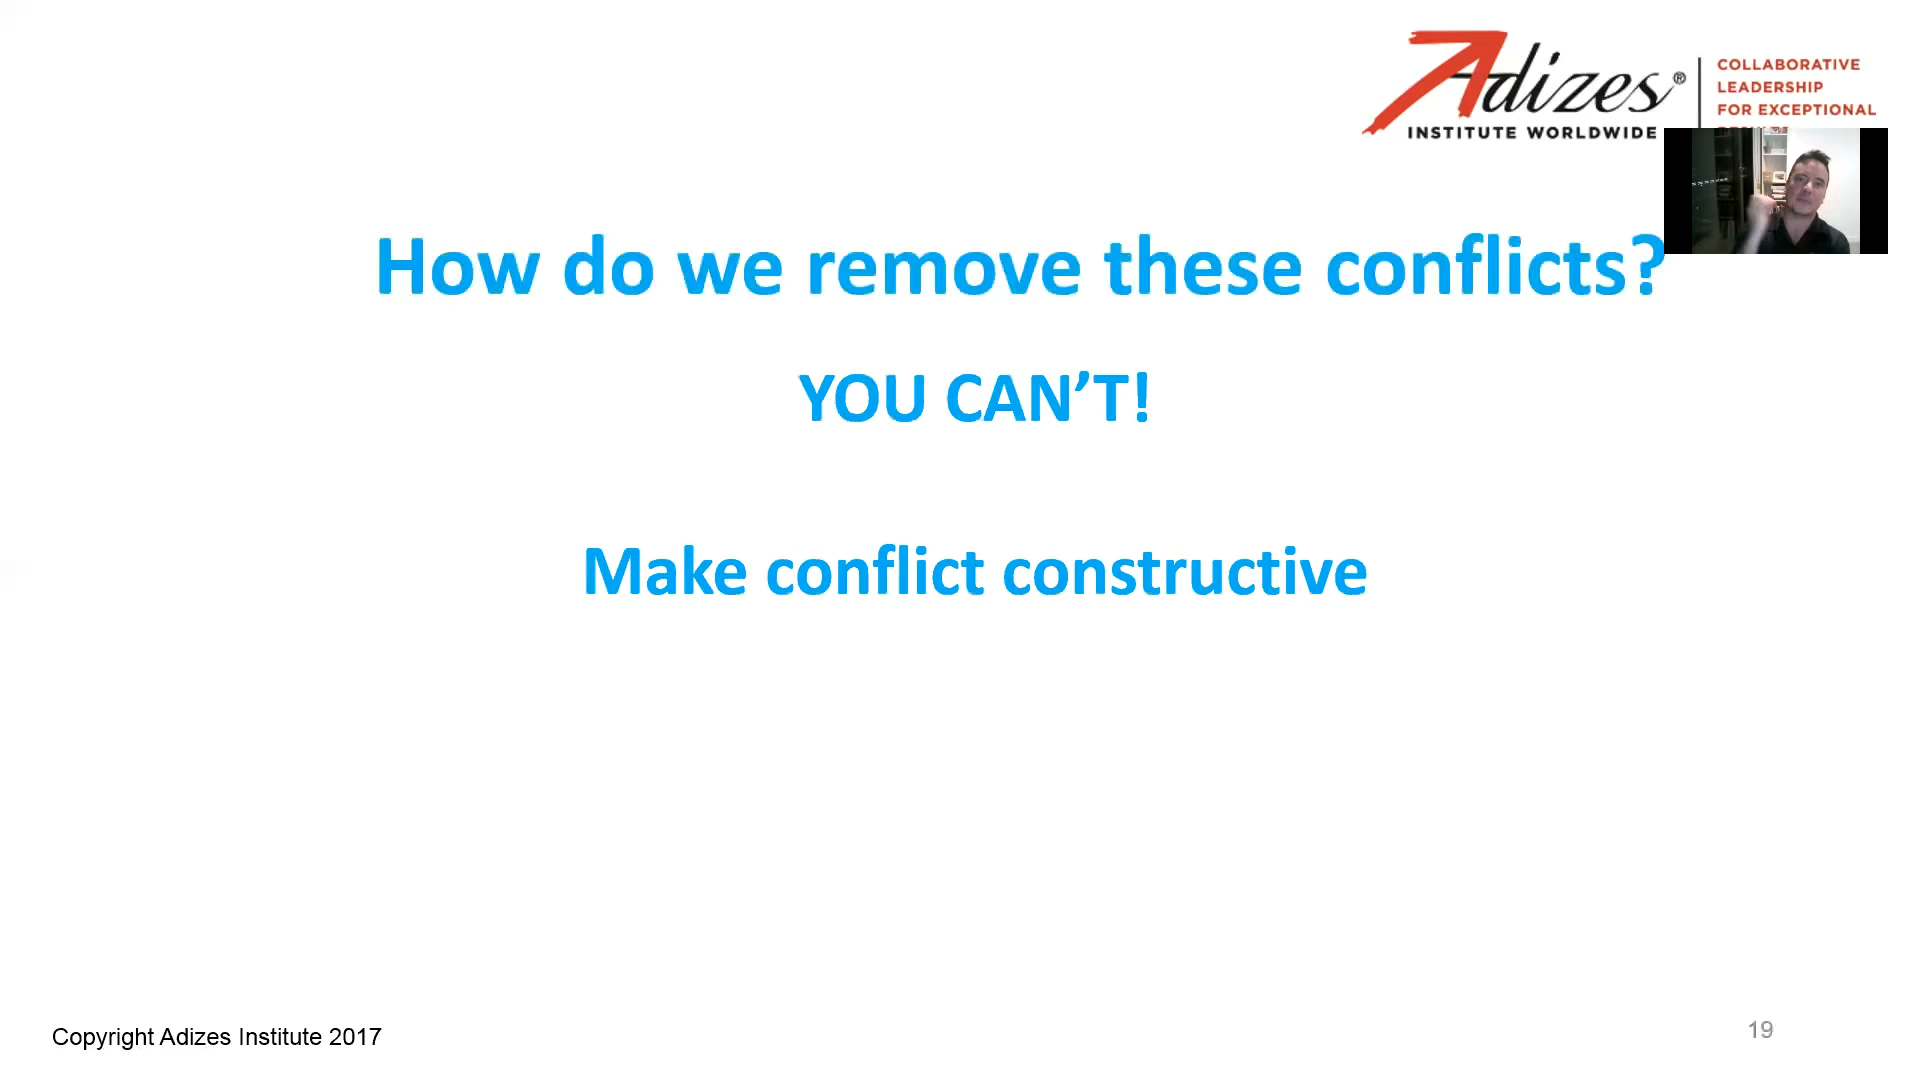 Adizes®
INSTITUTE WORLDWIDE
COLLABORATIVE
LEADERSHIP
FOR EXCEPTIONAL
How do we remove these conflicts?
YOU CAN’T!
Make conflict constructive
Copyright Adizes Institute 2017
19